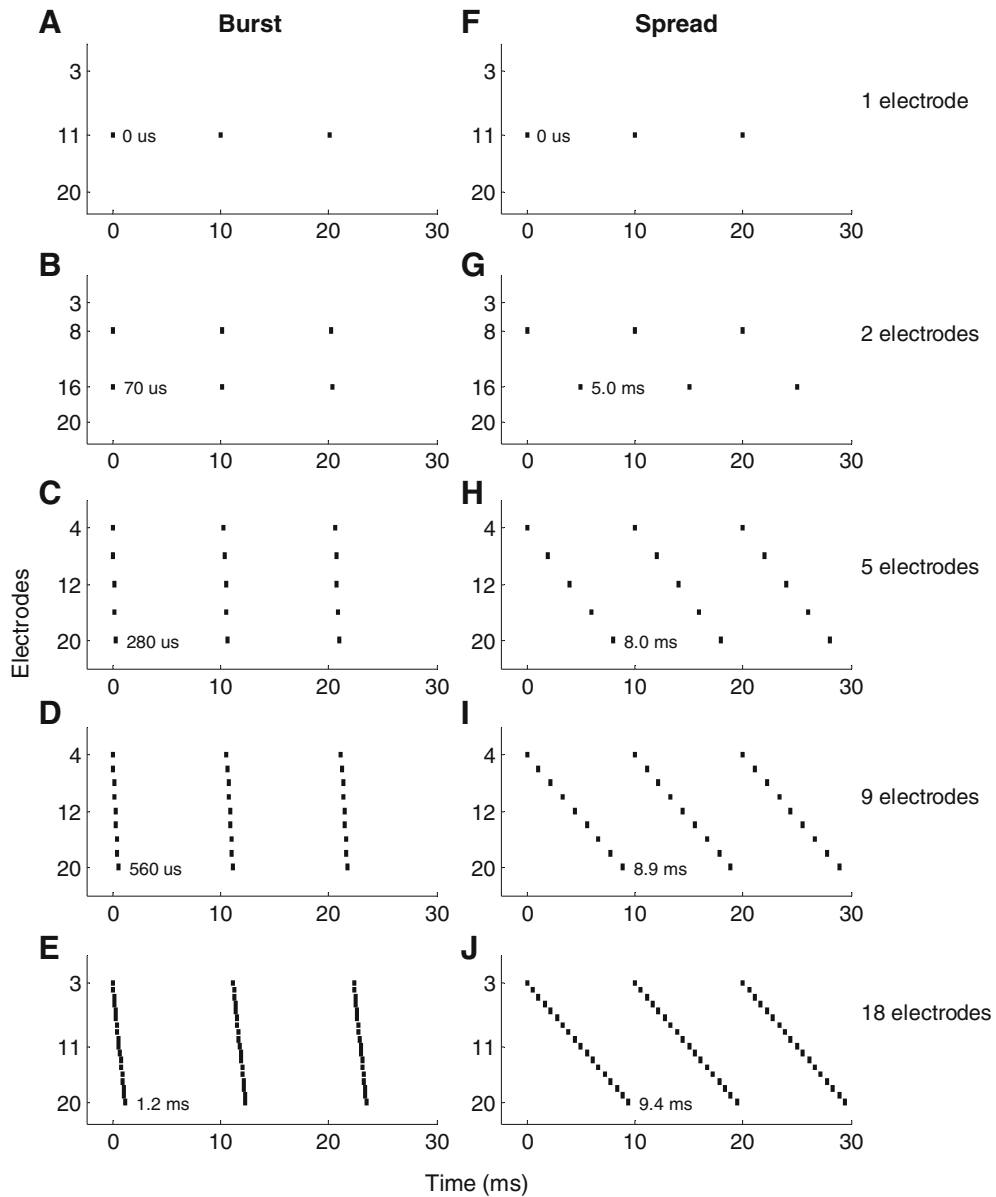 A Burst F Spread
3 3 1 electrode
11 0 us 11 0 us
20 20
0 10 20 30 0 10 20 30
B G
3 3
8 8 2 electrodes
16 70 us 16 5.0 ms
20 20
0 10 20 30 0 10 20 30
C H
4 4
12 12 5 electrodes
20 280 us 20 8.0 ms
0 10 20 30 0 10 20 30
Electrodes
D I
4 4
12 12 9 electrodes
20 560 us 20 8.9 ms
0 10 20 30 0 10 20 30
E J
3 3 18 electrodes
11 11
20 1.2 ms 20 9.4 ms
0 10 20 30 0 10 20 30
Time (ms)